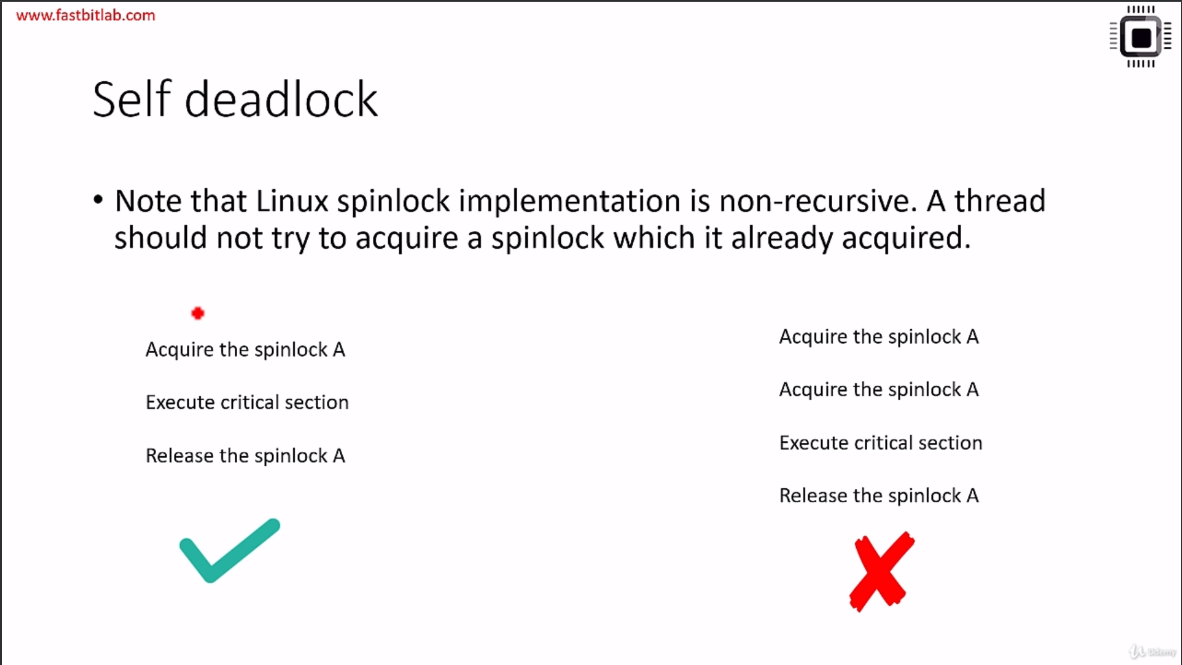 www.fastbitlab.com
Self deadlock
• Note that Linux spinlock implementation is non-recursive. A thread
should not try to acquire a spinlock which it already acquired.
Acquire the spinlock A
Execute critical section
Release the spinlock A
Acquire the spinlock A
Acquire the spinlock A
Execute critical section
Release the spinlock A
Udemy